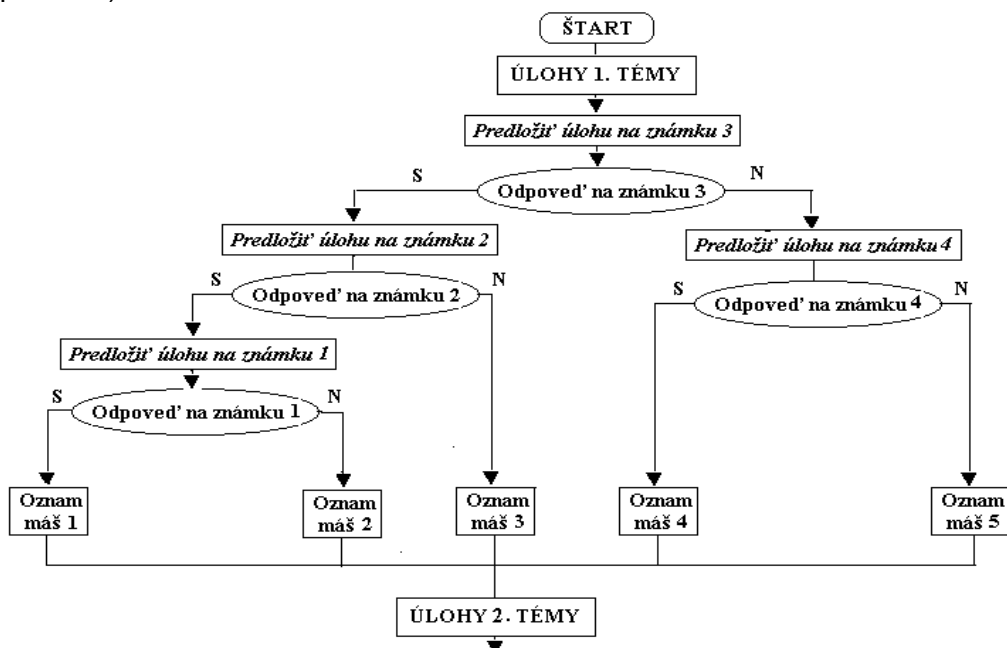 ŠTART
ÚLOHY 1. TÉMY
Predložiť úlohu na známku 3
S
Odpoveď na známku 3
N
Predložiť úlohu na známku 2
Predložiť úlohu na známku 4
S
Odpoveď na známku 2
N
S
Odpoveď na známku 4
N
Predložiť úlohu na známku 1
S
Odpoveď na známku 1
N
Oznam
máš 1
Oznam
máš 2
Oznam
máš 3
Oznam
máš 4
Oznam
máš 5
ÚLOHY 2. TÉMY